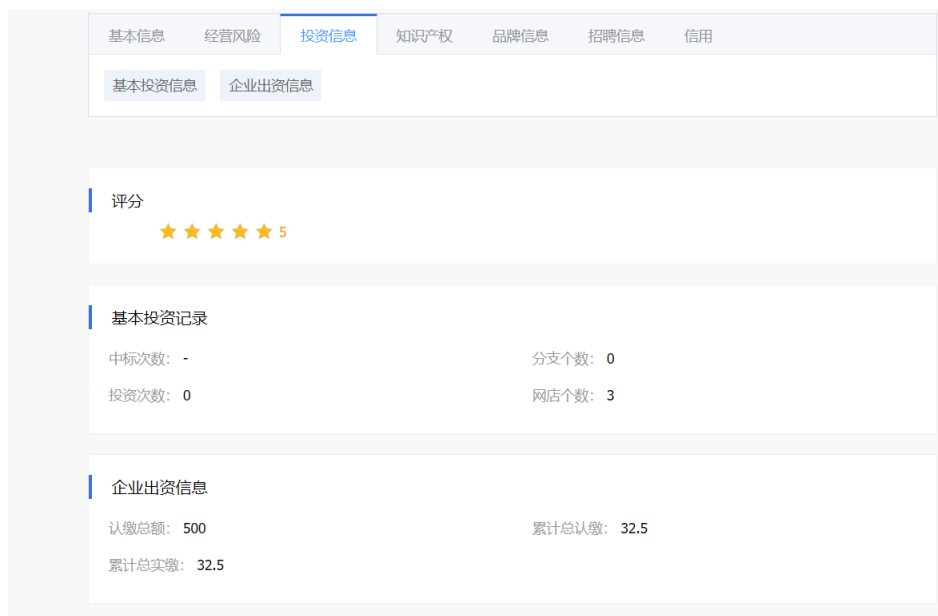 基本信息 经营风险 投资信息 知识产权 品牌信息 招聘信息 信用
基本投资信息 企业出资信息
评分
5
基本投资记录
中标次数: - 分支个数: 0
投资次数: 0 网店个数: 3
企业出资信息
认缴总额: 500 累计总认缴: 32.5
累计总实缴: 32.5